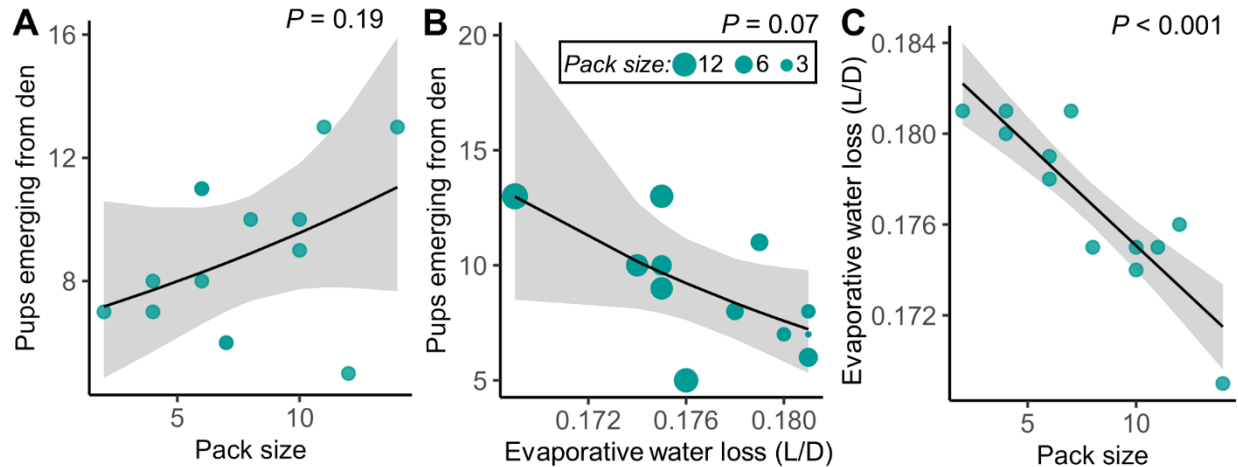 A
P = 0.19
Pups emerging from den
16
12
8
5
10
Pack size
B
P = 0.07
Pack size: 12 6 3
Pups emerging from den
20
15
10
5
0.172
0.176
0.180
Evaporative water loss (L/D)
C
P < 0.001
Evaporative water loss (L/D)
0.184
0.180
0.176
0.172
5
10
Pack size